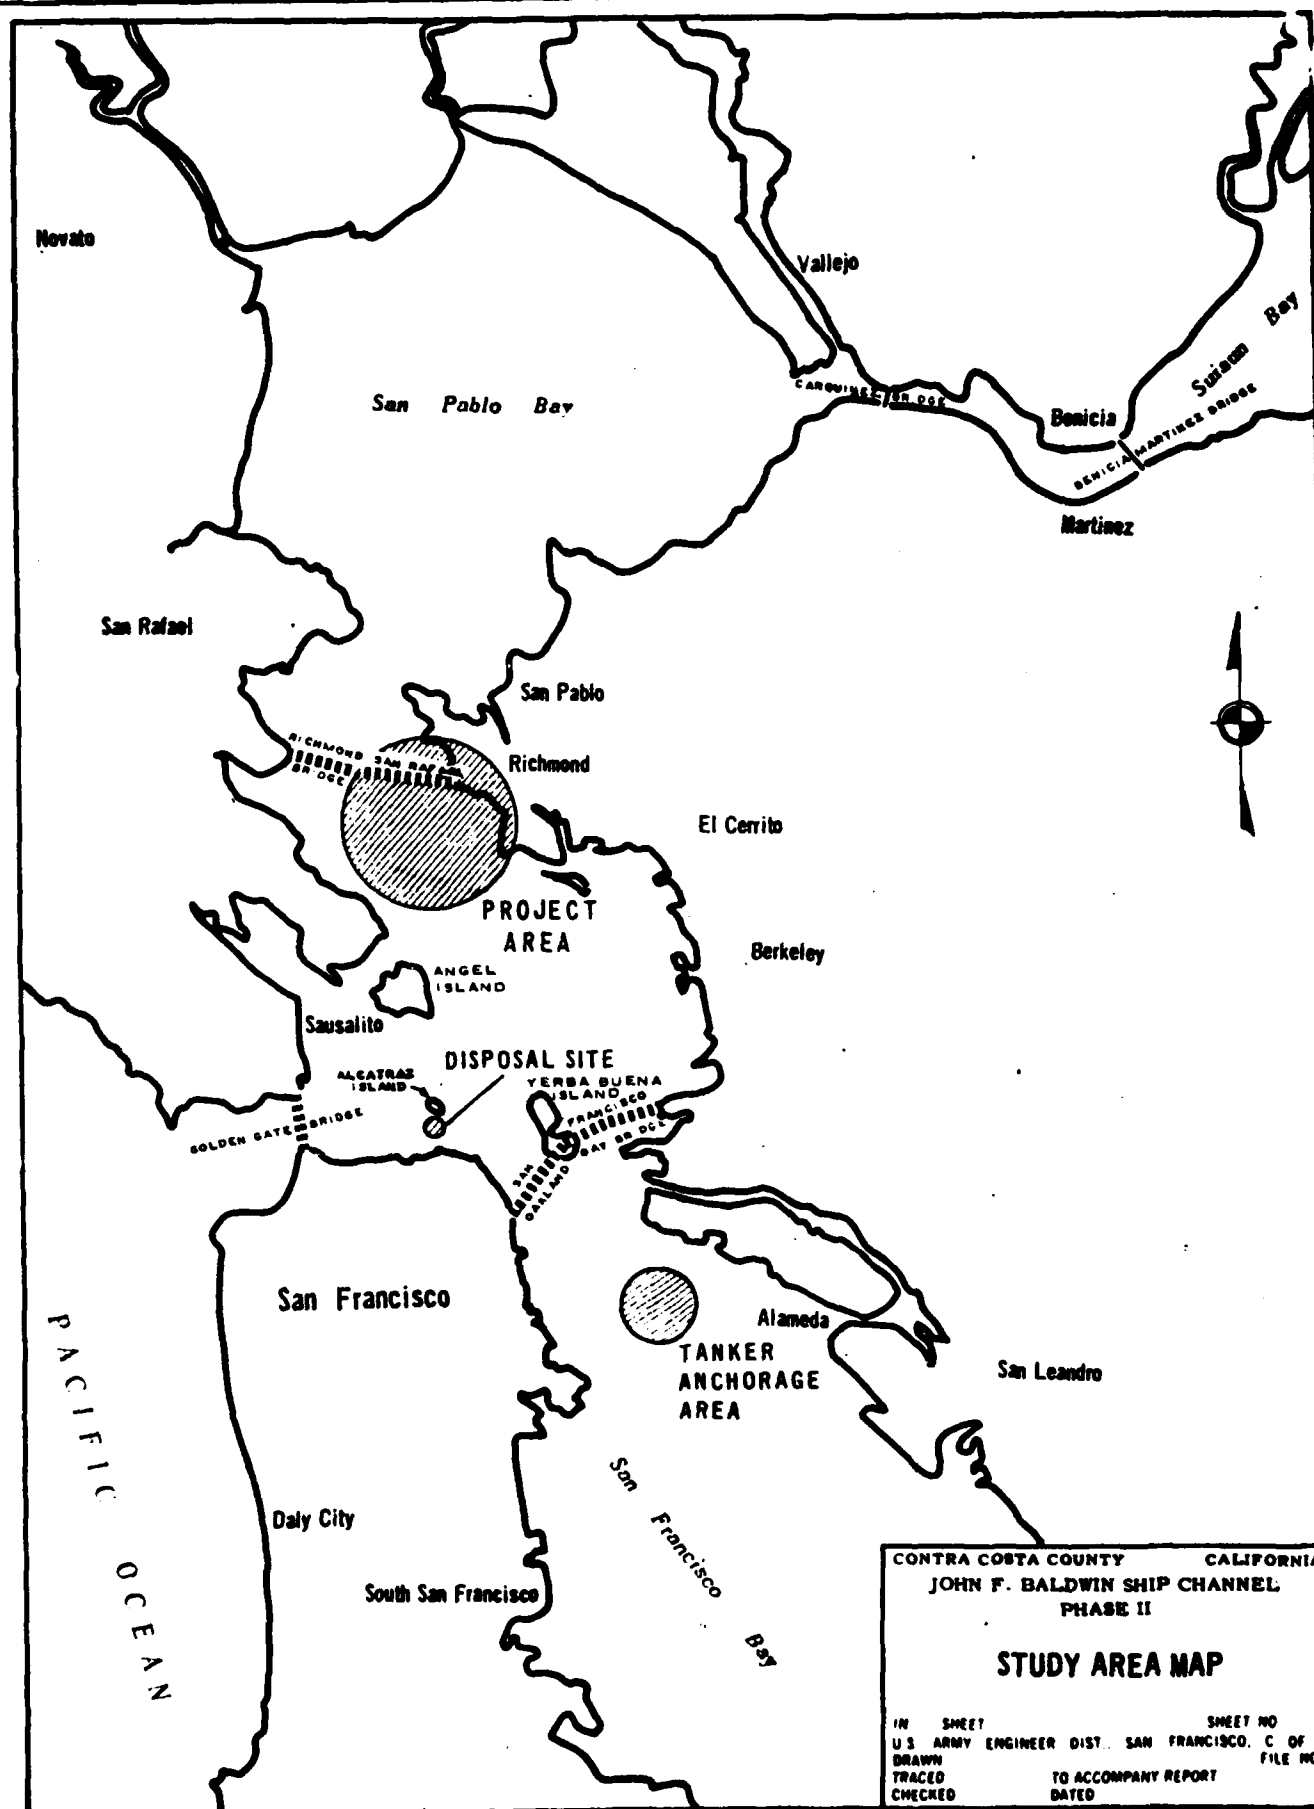 Novato
Vallejo
San Pablo Bay
Suisun Bay
CARQUINEZ BRIDGE
Benicia
BENICIA MARTINEZ BRIDGE
Martinez
San Rafael
San Pablo
RICHMOND SAN RAFAEL
BRIDGE
Richmond
El Cerrito
PROJECT
AREA
Berkeley
ANGEL
ISLAND
Sausalito
DISPOSAL SITE
ALCATRAZ
ISLAND
YERBA BUENA
ISLAND
GOLDEN GATE BRIDGE
SAN FRANCISCO
OAKLAND BAY BRIDGE
San Francisco
Alameda
TANKER
ANCHORAGE
AREA
San Leandro
PACIFIC OCEAN
San Francisco Bay
Daly City
South San Francisco
CONTRA COSTA COUNTY CALIFORNIA
JOHN F. BALDWIN SHIP CHANNEL
PHASE II
STUDY AREA MAP
IN SHEET SHEET NO
U S ARMY ENGINEER DIST. SAN FRANCISCO, C OF
DRAWN FILE NO
TRACED TO ACCOMPANY REPORT
CHECKED DATED